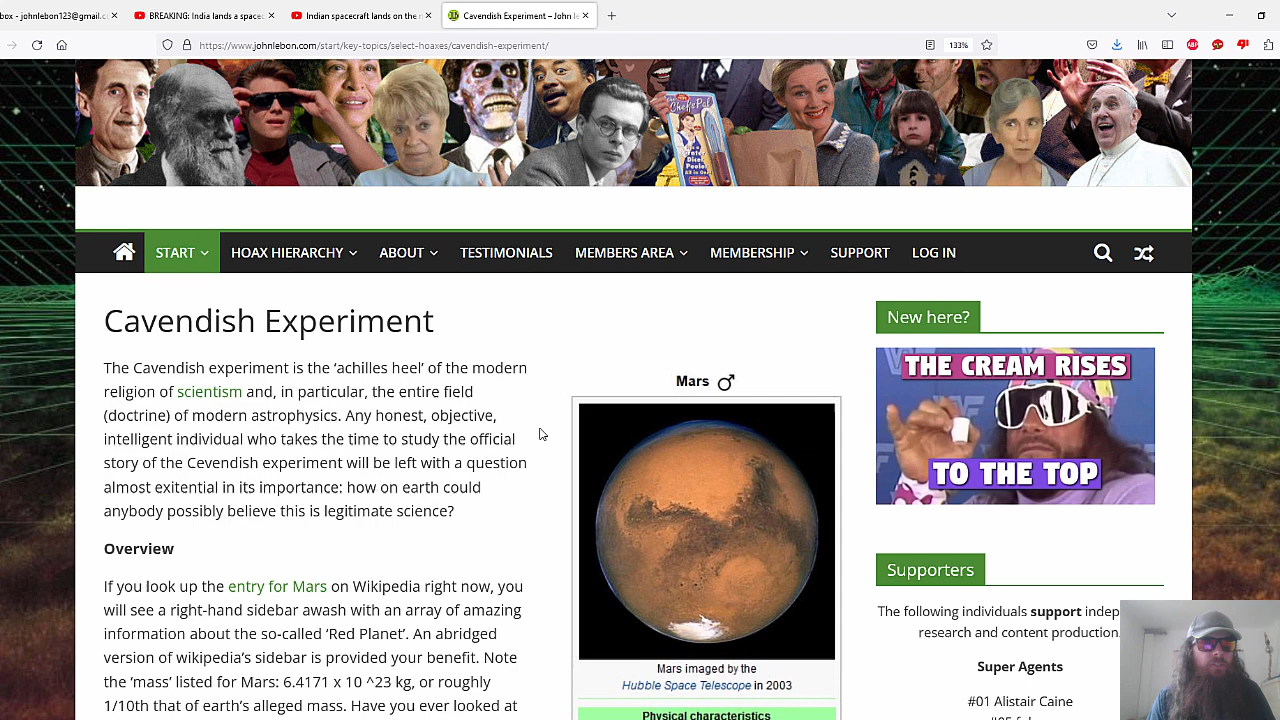 box - johnlebon123@gmail.c
BREAKING: India lands a spacec
Indian spacecraft lands on the m
Cavendish Experiment – John le
https://www.johnlebon.com/start/key-topics/select-hoaxes/cavendish-experiment/
133%
ABP
START
HOAX HIERARCHY
ABOUT
TESTIMONIALS
MEMBERS AREA
MEMBERSHIP
SUPPORT
LOG IN
Cavendish Experiment
The Cavendish experiment is the ‘achilles heel’ of the modern
religion of scientism and, in particular, the entire field
(doctrine) of modern astrophysics. Any honest, objective,
intelligent individual who takes the time to study the official
story of the Cevendish experiment will be left with a question
almost exitential in its importance: how on earth could
anybody possibly believe this is legitimate science?
Overview
If you look up the entry for Mars on Wikipedia right now, you
will see a right-hand sidebar awash with an array of amazing
information about the so-called ‘Red Planet’. An abridged
version of wikipedia’s sidebar is provided your benefit. Note
the ‘mass’ listed for Mars: 6.4171 x 10 ^23 kg, or roughly
1/10th that of earth’s alleged mass. Have you ever looked at
Mars ♂
Mars imaged by the
Hubble Space Telescope in 2003
Physical characteristics
New here?
THE CREAM RISES
TO THE TOP
Supporters
The following individuals support indep
research and content production.
Super Agents
#01 Alistair Caine